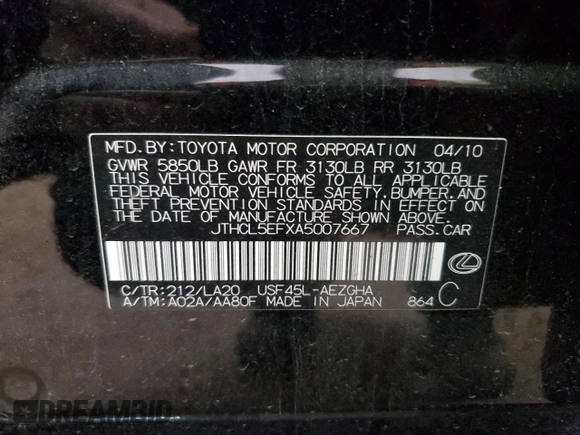 MFD.BY:TOYOTA MOTOR CORPORATION 04/10
GVWR 5850LB GAWR FR 3130LB RR 3130LB
THIS VEHICLE CONFORMS TO ALL APPLICABLE
FEDERAL MOTOR VEHICLE SAFETY,BUMPER,AND
THEFT PREVENTION STANDARDS IN EFFECT ON
THE DATE OF MANUFACTURE SHOWN ABOVE.
JTHCL5EFXA5007667 PASS.CAR
C/TR:212/LA20 USF45L-AEZGHA
A/TM:A02A/AA80F MADE IN JAPAN 864 C
DREAMBID